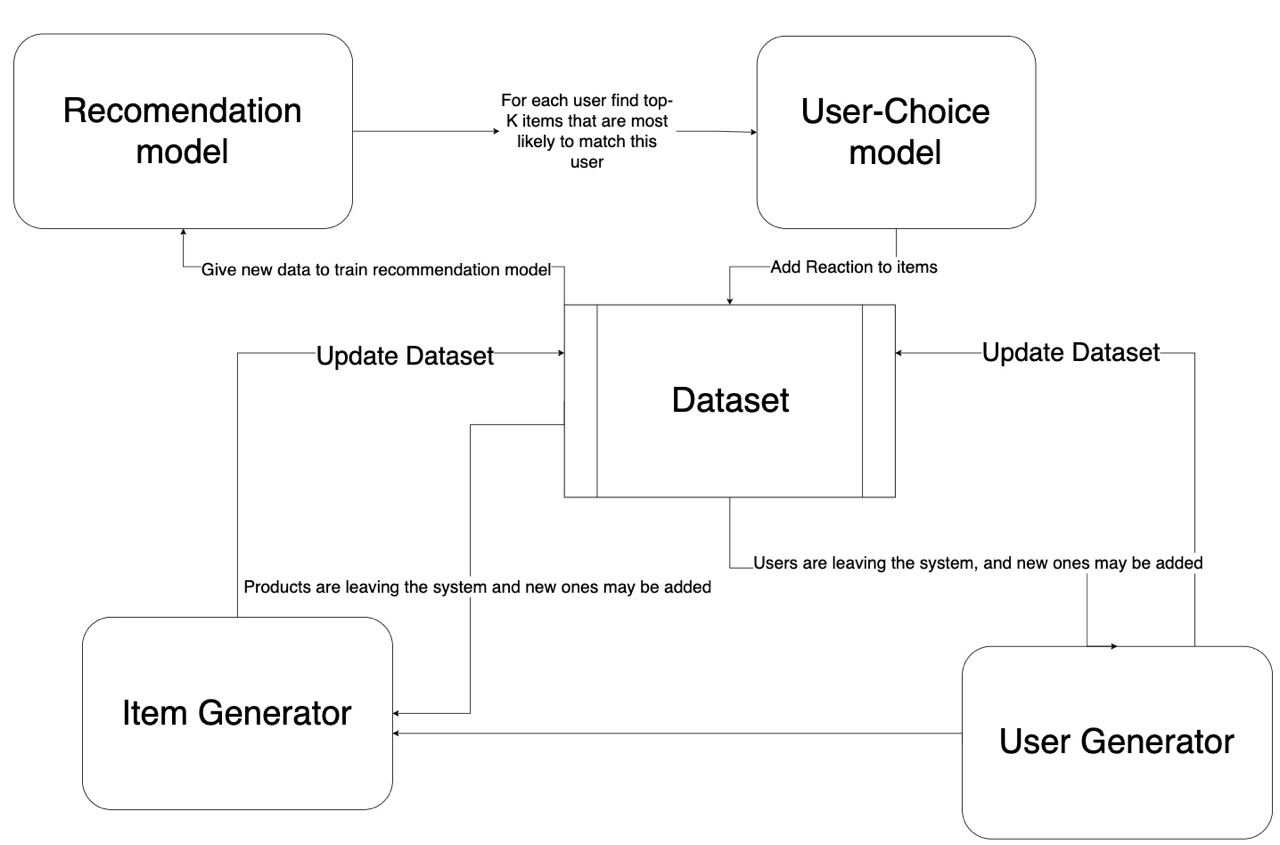 Recomendation
model
For each user find top-
K items that are most
likely to match this
user
User-Choice
model
Give new data to train recommendation model
Add Reaction to items
Update Dataset
Dataset
Update Dataset
Users are leaving the system, and new ones may be added
Products are leaving the system and new ones may be added
Item Generator
User Generator